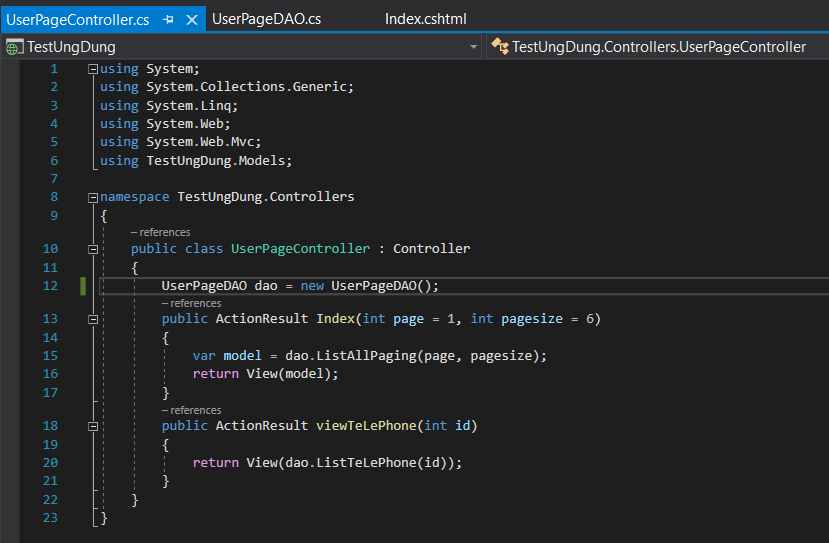 UserPageController.cs UserPageDAO.cs Index.cshtml
TestUngDung TestUngDung.Controllers.UserPageController
1 using System;
2 using System.Collections.Generic;
3 using System.Linq;
4 using System.Web;
5 using System.Web.Mvc;
6 using TestUngDung.Models;
7
8 namespace TestUngDung.Controllers
9 {
– references
10 public class UserPageController : Controller
11 {
12 UserPageDAO dao = new UserPageDAO();
– references
13 public ActionResult Index(int page = 1, int pagesize = 6)
14 {
15 var model = dao.ListAllPaging(page, pagesize);
16 return View(model);
17 }
– references
18 public ActionResult viewTeLePhone(int id)
19 {
20 return View(dao.ListTeLePhone(id));
21 }
22 }
23 }